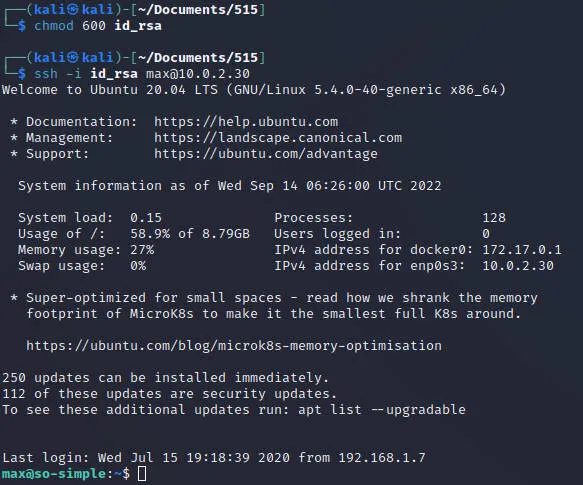 ┌──(kali㉿kali)-[~/Documents/515]
└─$ chmod 600 id_rsa
┌──(kali㉿kali)-[~/Documents/515]
└─$ ssh -i id_rsa max@10.0.2.30
Welcome to Ubuntu 20.04 LTS (GNU/Linux 5.4.0-40-generic x86_64)
* Documentation:  https://help.ubuntu.com
* Management:     https://landscape.canonical.com
* Support:        https://ubuntu.com/advantage
System information as of Wed Sep 14 06:26:00 UTC 2022
System load:  0.15              Processes:                128
Usage of /:   58.9% of 8.79GB   Users logged in:          0
Memory usage: 27%               IPv4 address for docker0: 172.17.0.1
Swap usage:   0%                IPv4 address for enp0s3:  10.0.2.30
* Super-optimized for small spaces - read how we shrank the memory
footprint of MicroK8s to make it the smallest full K8s around.
https://ubuntu.com/blog/microk8s-memory-optimisation
250 updates can be installed immediately.
112 of these updates are security updates.
To see these additional updates run: apt list --upgradable
Last login: Wed Jul 15 19:18:39 2020 from 192.168.1.7
max@so-simple:~$